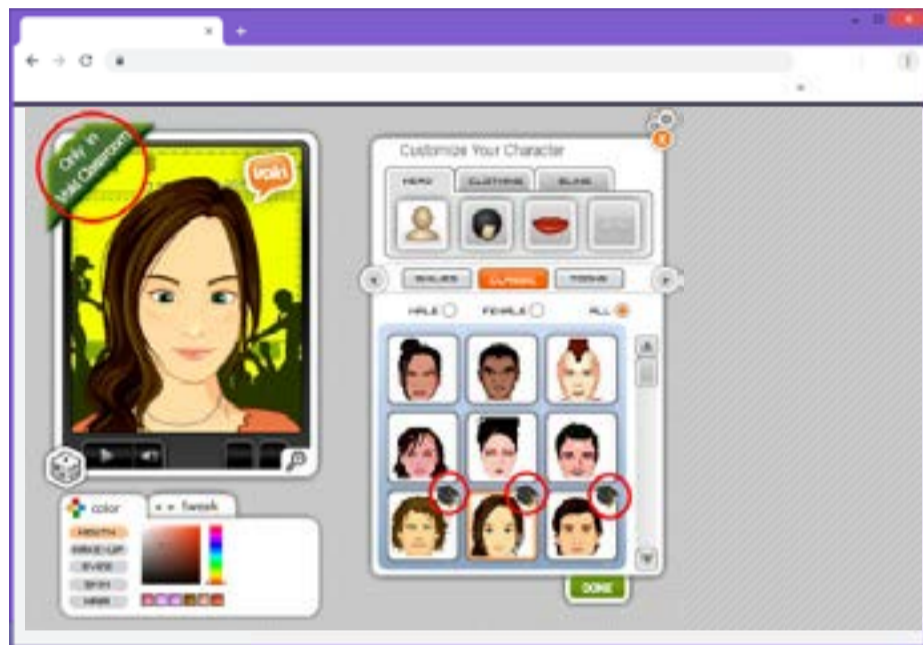 Only in
Voki Classroom
voki
Customize Your Character
HEAD
CLOTHING
BLING
CLASSIC
TOONS
MALE
FEMALE
ALL
color
Tweak
MOUTH
MAKE-UP
EYES
SKIN
HAIR
DONE